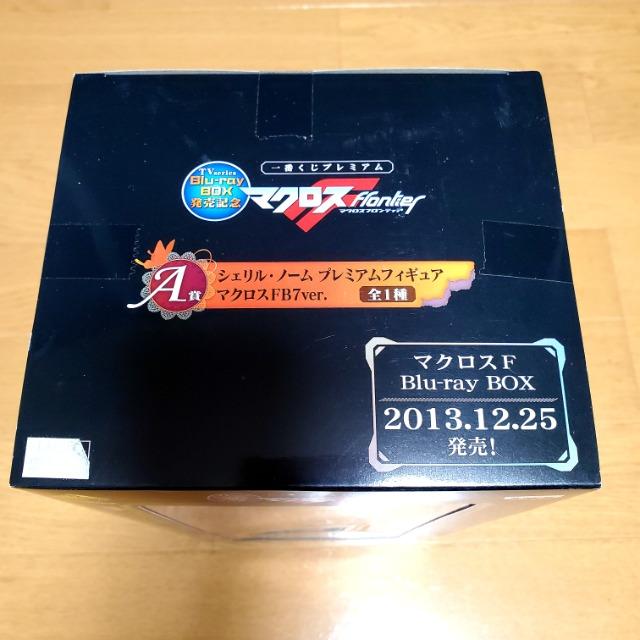 一番くじプレミアム
TVseries
Blu-ray
BOX
発売記念
マクロスFrontier
マクロスフロンティア
A賞
シェリル・ノーム プレミアムフィギュア
マクロスFB7ver.
全1種
マクロスF
Blu-ray BOX
2013.12.25
発売!